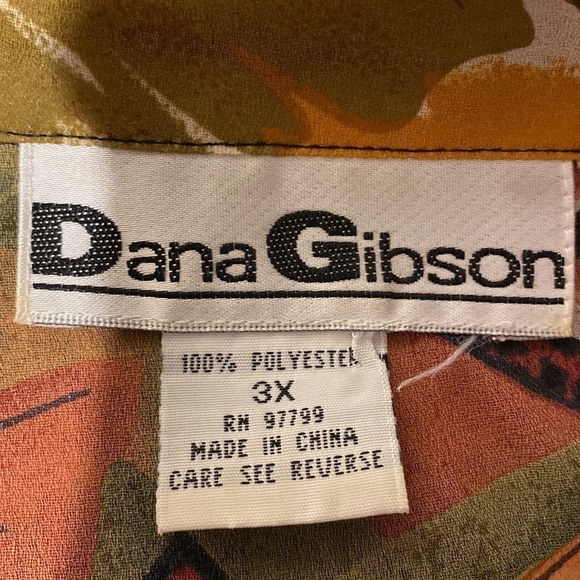 Dana Gibson
100% POLYESTER
3X
RN 97799
MADE IN CHINA
CARE SEE REVERSE